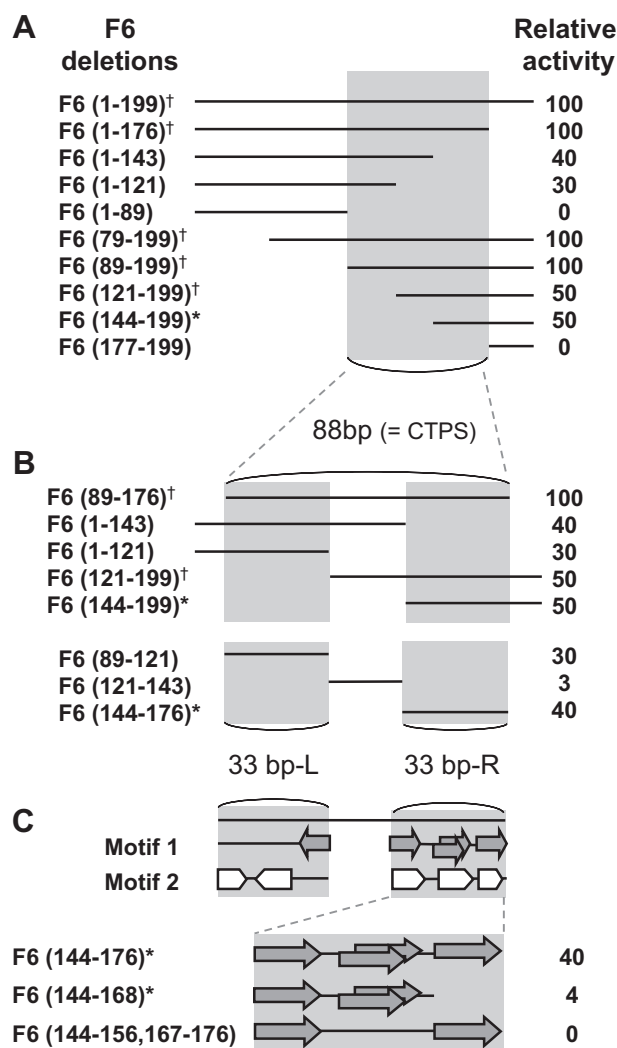 A F6 deletions Relative activity
F6 (1-199)† 100
F6 (1-176)† 100
F6 (1-143) 40
F6 (1-121) 30
F6 (1-89) 0
F6 (79-199)† 100
F6 (89-199)† 100
F6 (121-199)† 50
F6 (144-199)* 50
F6 (177-199) 0
88bp (= CTPS)
B
F6 (89-176)† 100
F6 (1-143) 40
F6 (1-121) 30
F6 (121-199)† 50
F6 (144-199)* 50
F6 (89-121) 30
F6 (121-143) 3
F6 (144-176)* 40
33 bp-L 33 bp-R
C
Motif 1
Motif 2
F6 (144-176)* 40
F6 (144-168)* 4
F6 (144-156,167-176) 0